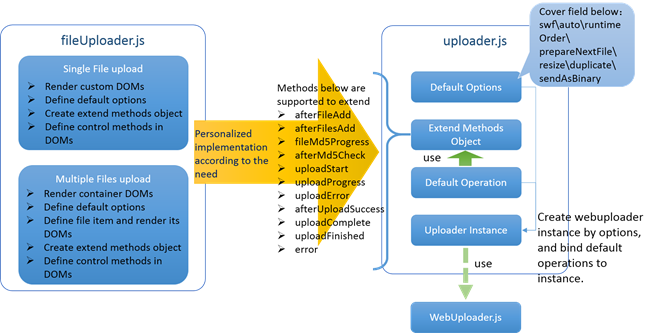 fileUploader.js
Single File upload
Render custom DOMs
Define default options
Create extend methods object
Define control methods in
DOMs
Multiple Files upload
Render container DOMs
Define default options
Define file item and render its
DOMs
Create extend methods object
Define control methods in
DOMs
Personalized
implementation
according to the
need
Methods below are
supported to extend
afterFileAdd
afterFilesAdd
fileMd5Progress
afterMd5Check
uploadStart
uploadProgress
uploadError
afterUploadSuccess
uploadComplete
uploadFinished
error
uploader.js
Cover field below:
swf\auto\runtime
Order\
prepareNextFile\
resize\duplicate\
sendAsBinary
Default Options
Extend Methods
Object
use
Default Operation
Uploader Instance
Create webuploader
instance by options,
and bind default
operations to
instance.
use
WebUploader.js